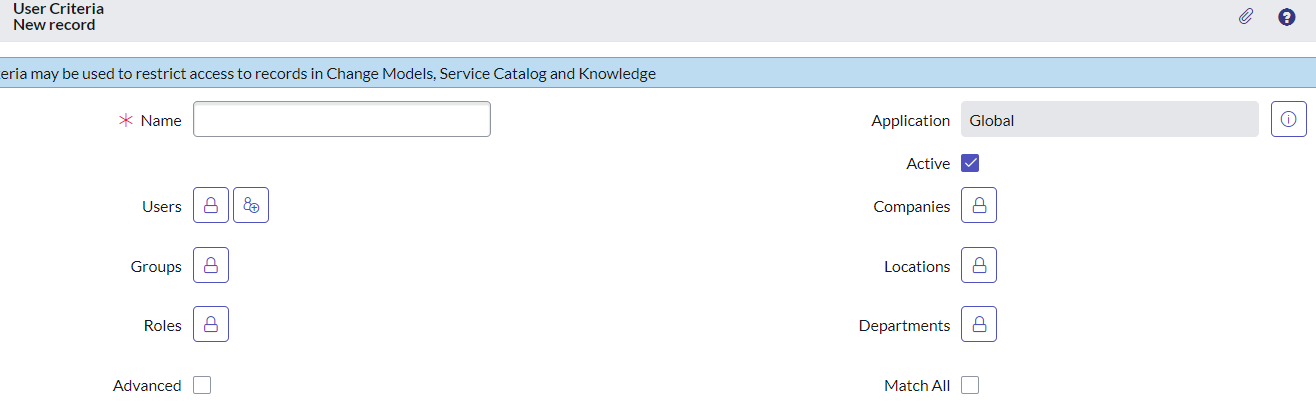 User Criteria
New record
eria may be used to restrict access to records in Change Models, Service Catalog and Knowledge
Name
Application Global
Active
Users
Companies
Groups
Locations
Roles
Departments
Advanced
Match All